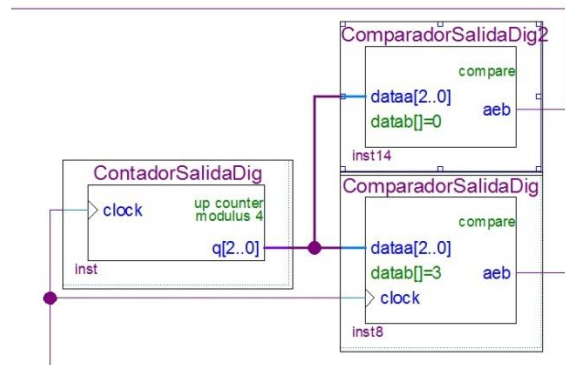 ComparadorSalidaDig2
compare
dataa[2..0]
aeb
datab[]=0
inst14
ContadorSalidaDig
up counter
modulus 4
clock
q[2..0]
inst
ComparadorSalidaDig
compare
dataa[2..0]
aeb
datab[]=3
clock
inst8